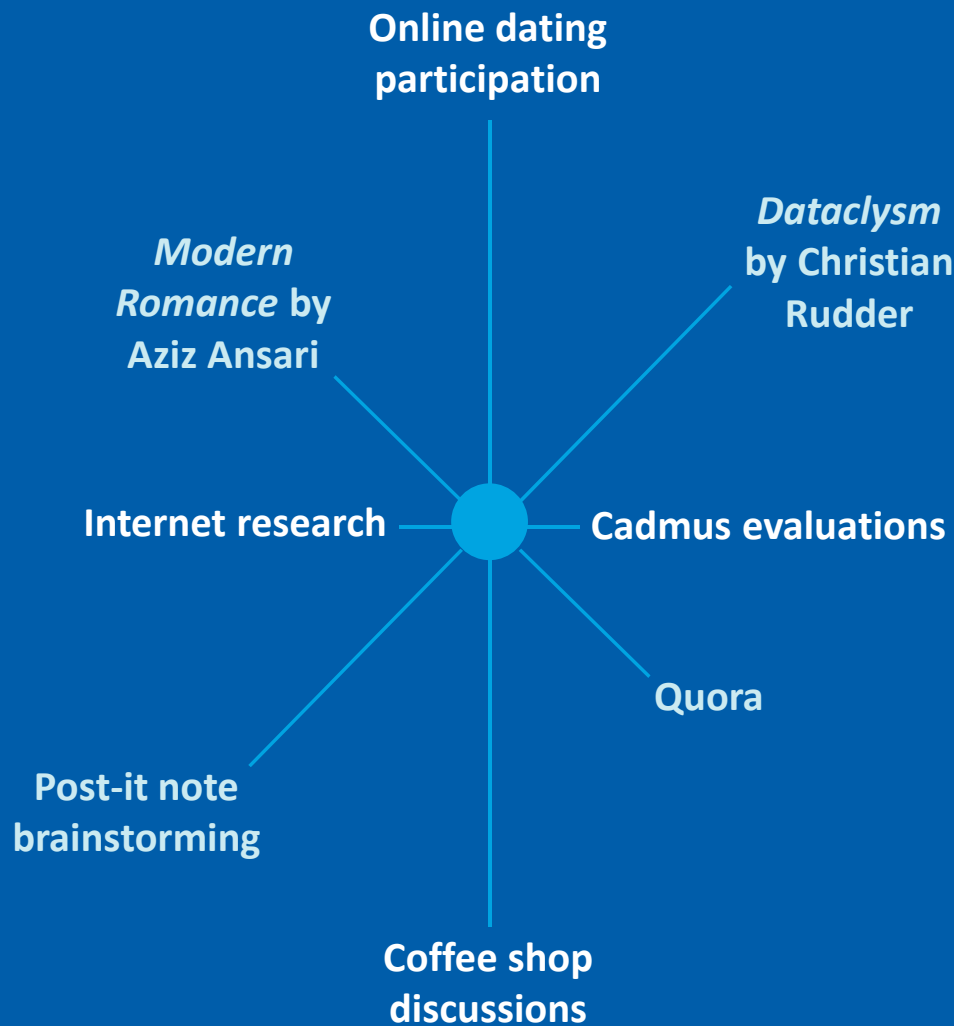 Online dating
participation
Dataclysm
by Christian
Rudder
Modern
Romance by
Aziz Ansari
Internet research
Cadmus evaluations
Quora
Post-it note
brainstorming
Coffee shop
discussions